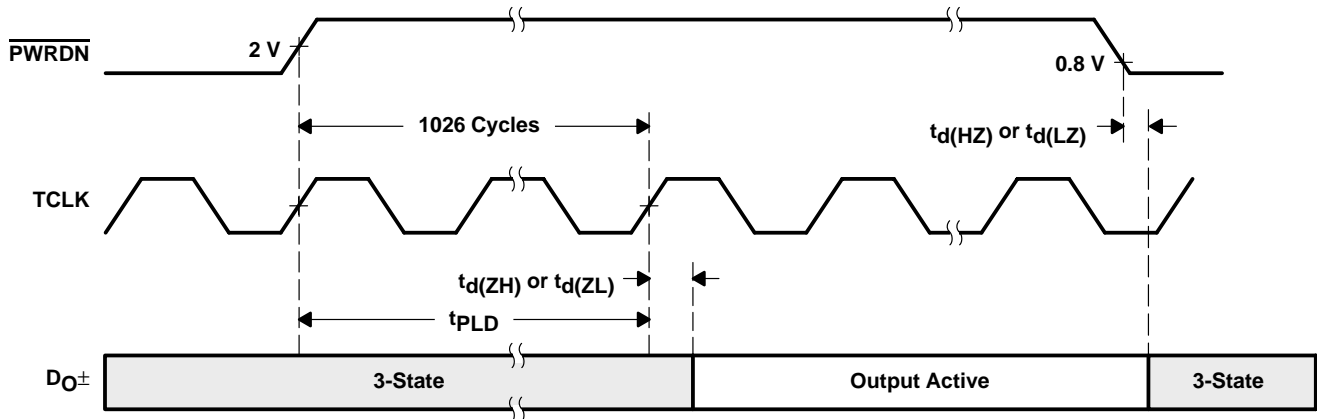 PWRDN
2 V
0.8 V
1026 Cycles
td(HZ) or td(LZ)
TCLK
td(ZH) or td(ZL)
tPLD
DO±
3-State
Output Active
3-State